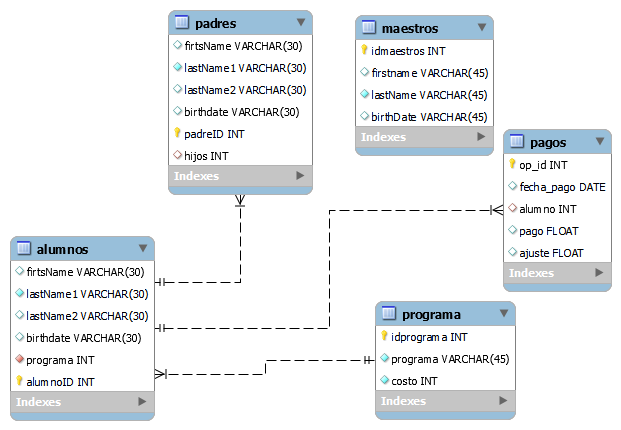 padres
firtsName VARCHAR(30)
lastName1 VARCHAR(30)
lastName2 VARCHAR(30)
birthdate VARCHAR(30)
padreID INT
hijos INT
Indexes
maestros
idmaestros INT
firstname VARCHAR(45)
lastName VARCHAR(45)
birthDate VARCHAR(45)
Indexes
pagos
op_id INT
fecha_pago DATE
alumno INT
pago FLOAT
ajuste FLOAT
Indexes
alumnos
firtsName VARCHAR(30)
lastName1 VARCHAR(30)
lastName2 VARCHAR(30)
birthdate VARCHAR(30)
programa INT
alumnoID INT
Indexes
programa
idprograma INT
programa VARCHAR(45)
costo INT
Indexes